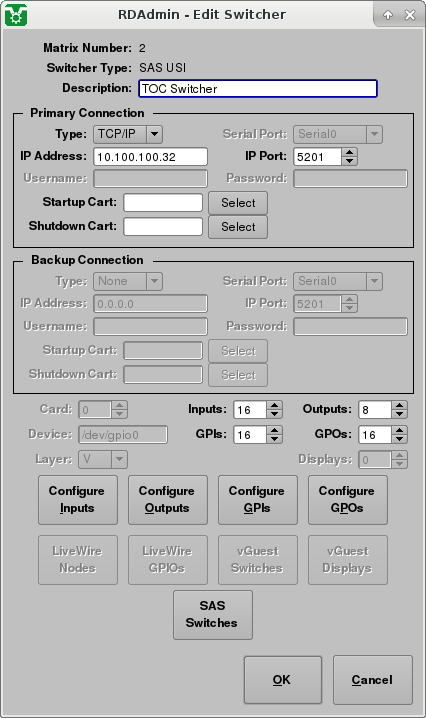 RDAdmin - Edit Switcher
Matrix Number: 2
Switcher Type: SAS USI
Description: TOC Switcher
Primary Connection
Type: TCP/IP Serial Port: Serial0
IP Address: 10.100.100.32 IP Port: 5201
Username: Password:
Startup Cart: Select
Shutdown Cart: Select
Backup Connection
Type: None Serial Port: Serial0
IP Address: 0.0.0.0 IP Port: 5201
Username: Password:
Startup Cart: Select
Shutdown Cart: Select
Card: 0 Inputs: 16 Outputs: 8
Device: /dev/gpio0 GPIs: 16 GPOs: 16
Layer: V Displays: 0
Configure Inputs
Configure Outputs
Configure GPIs
Configure GPOs
LiveWire Nodes
LiveWire GPIOs
vGuest Switches
vGuest Displays
SAS Switches
OK Cancel